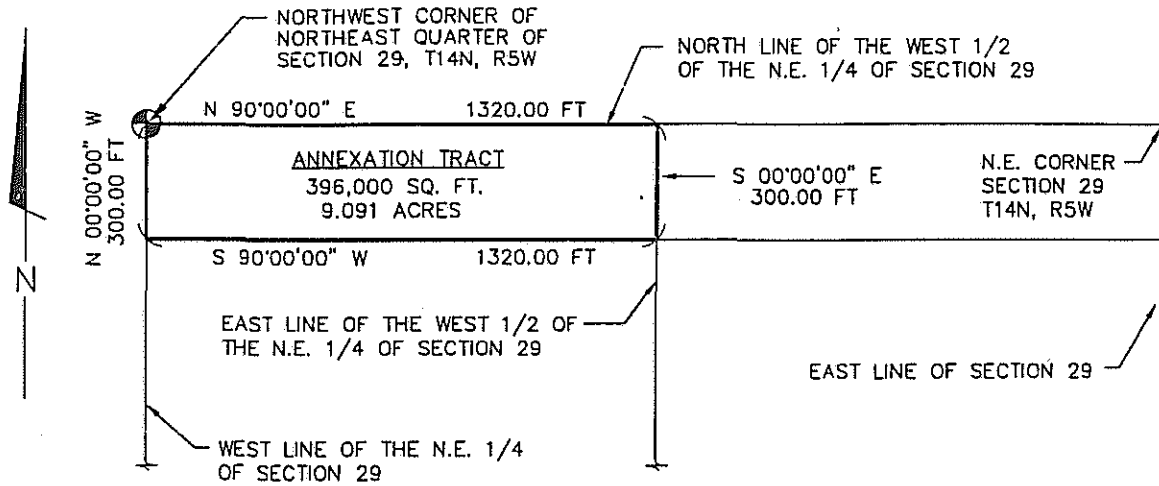 NORTHWEST CORNER OF
NORTHEAST QUARTER OF
SECTION 29, T14N, R5W
NORTH LINE OF THE WEST 1/2
OF THE N.E. 1/4 OF SECTION 29
N 90°00'00" E 1320.00 FT
N 00°00'00" W
300.00 FT
ANNEXATION TRACT
396,000 SQ. FT.
9.091 ACRES
S 00°00'00" E
300.00 FT
N.E. CORNER
SECTION 29
T14N, R5W
S 90°00'00" W 1320.00 FT
N
EAST LINE OF THE WEST 1/2 OF
THE N.E. 1/4 OF SECTION 29
EAST LINE OF SECTION 29
WEST LINE OF THE N.E. 1/4
OF SECTION 29